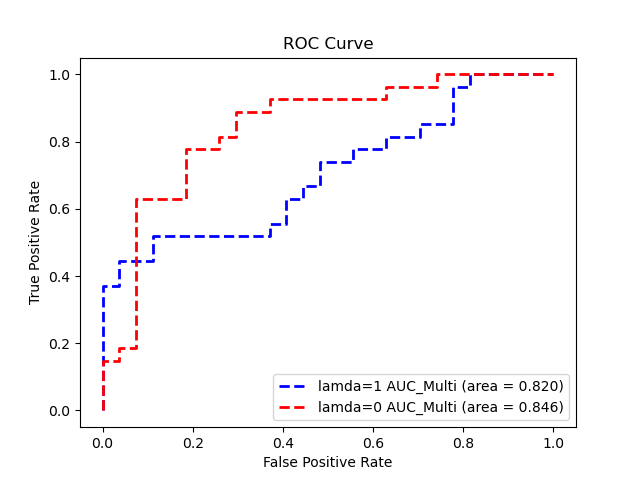 ROC Curve
1.0
0.8
0.6
0.4
0.2
0.0
True Positive Rate
lamda=1 AUC_Multi (area = 0.820)
lamda=0 AUC_Multi (area = 0.846)
0.0 0.2 0.4 0.6 0.8 1.0
False Positive Rate